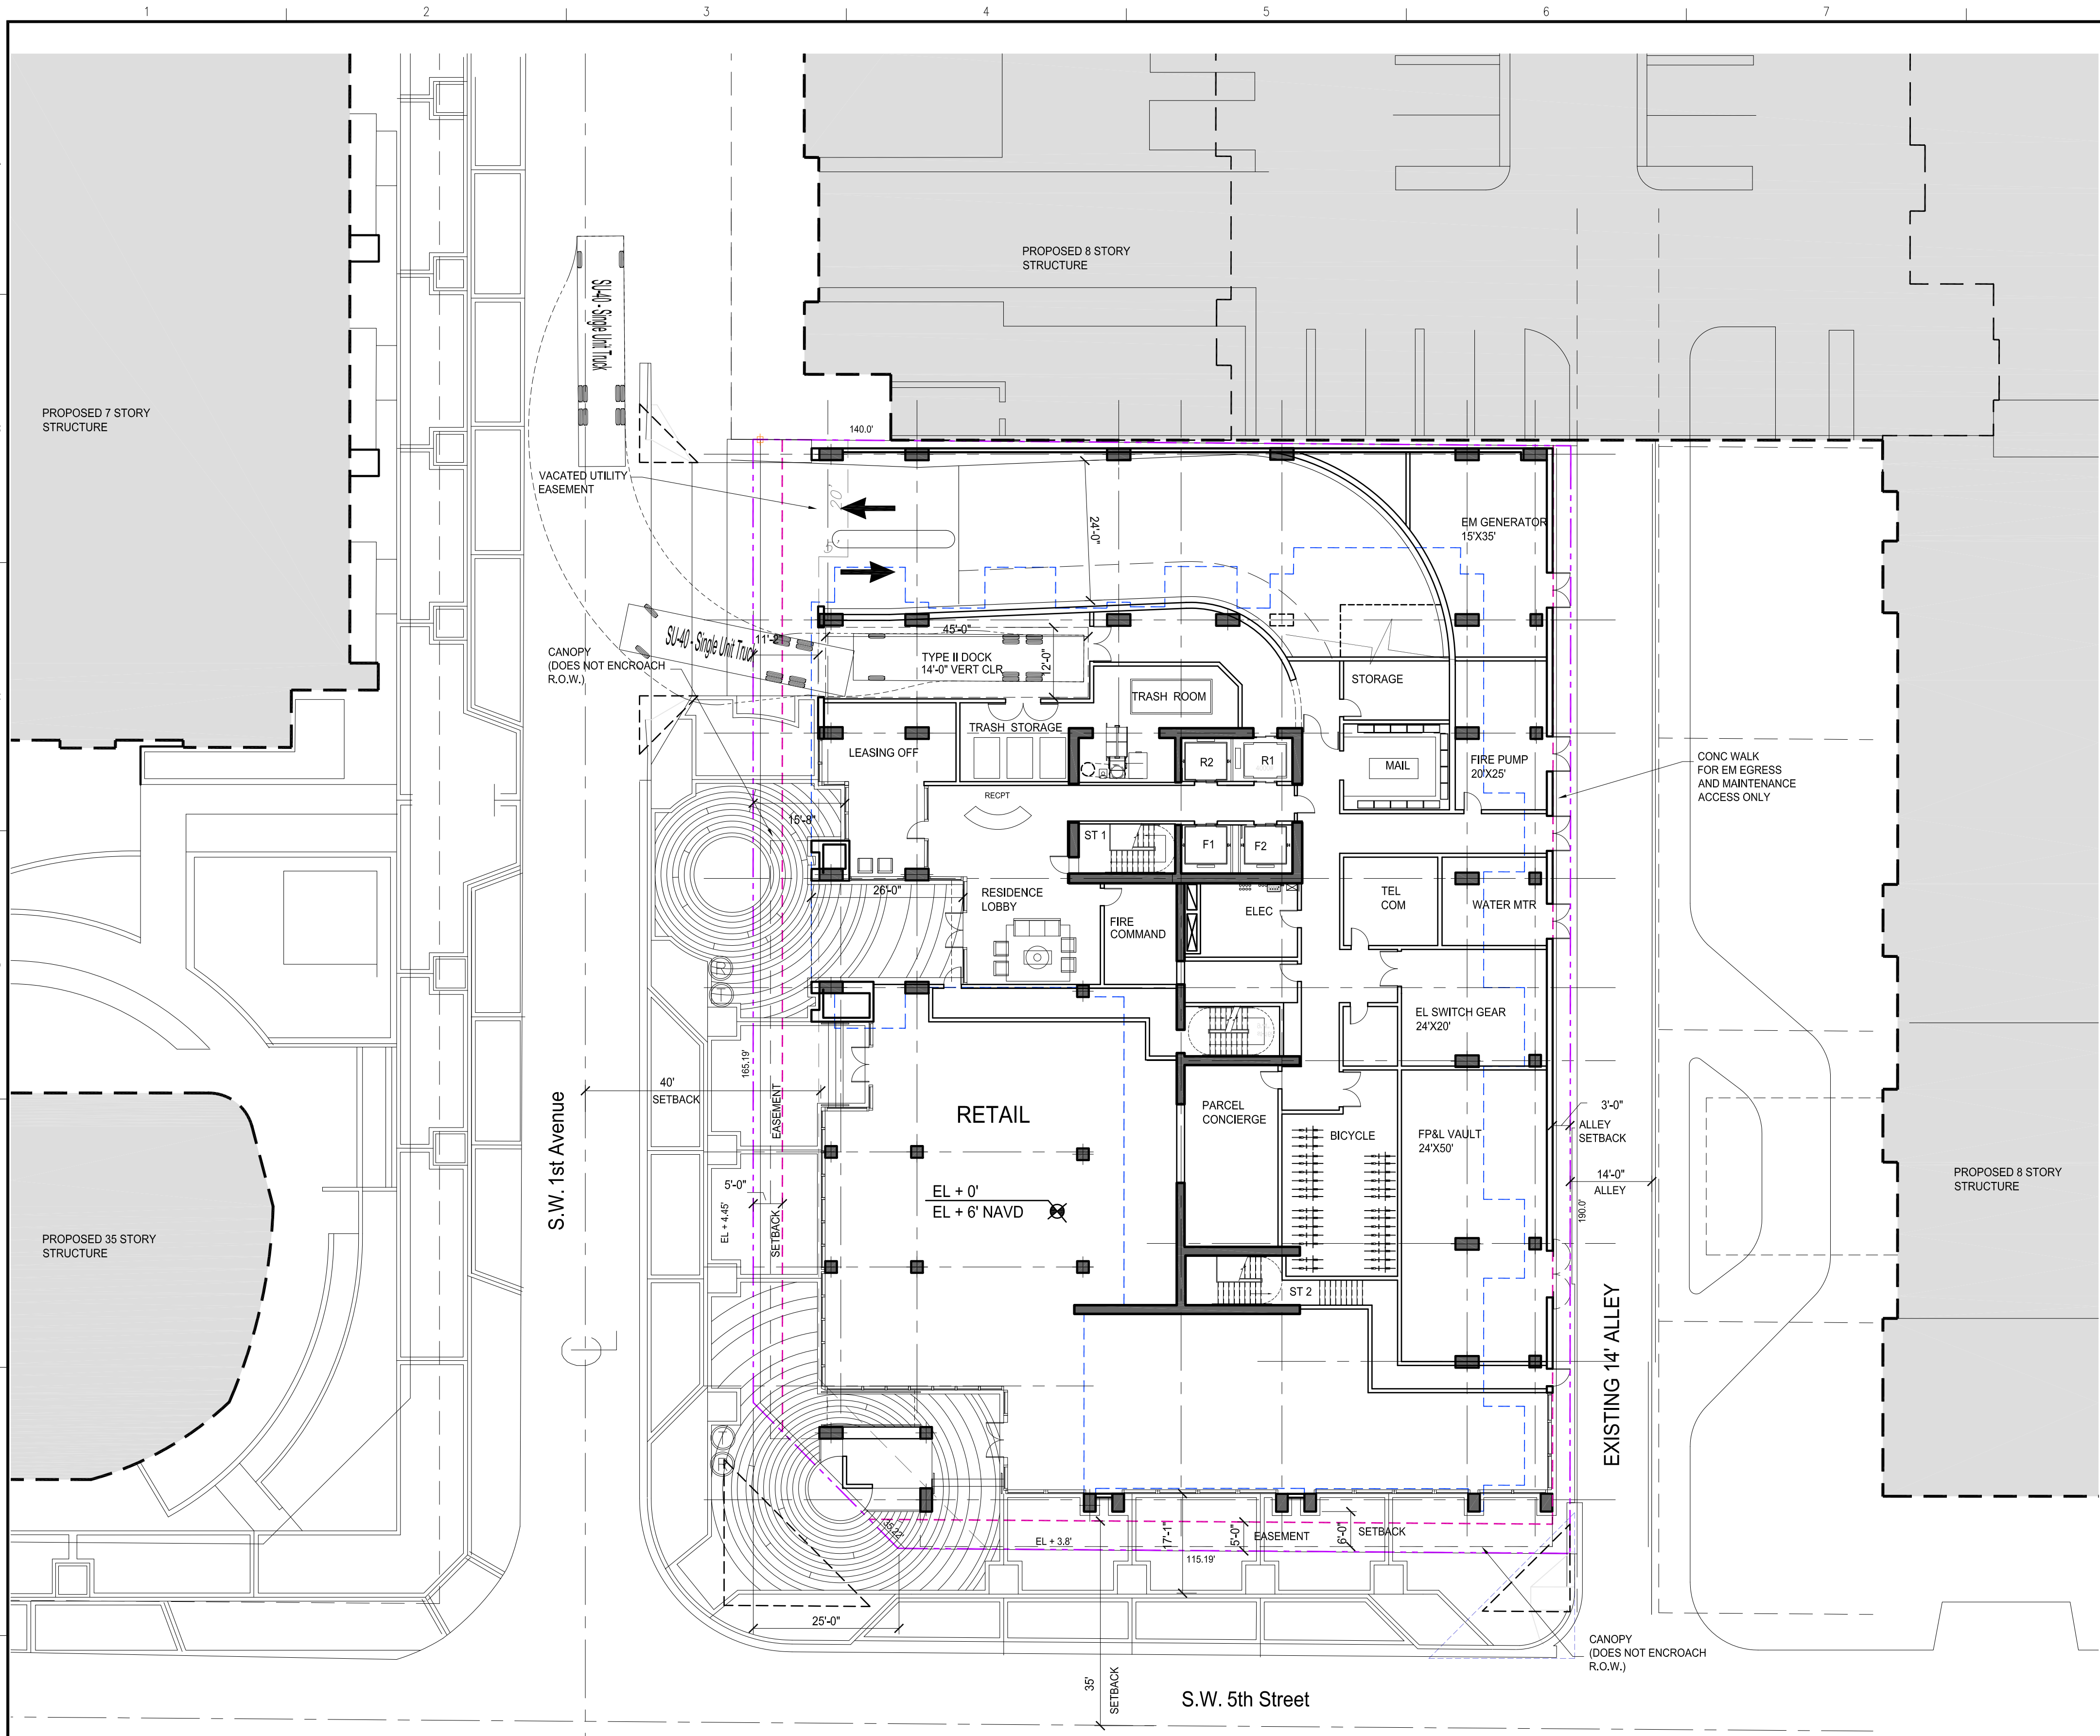 1
2
3
4
5
6
7
PROPOSED 8 STORY
STRUCTURE
SU-40 - Single Unit Truck
PROPOSED 7 STORY
STRUCTURE
140.0'
VACATED UTILITY
EASEMENT
20'
24'-0"
EM GENERATOR
15'X35'
SU-40 - Single Unit Truck
11'-2"
45'-0"
CANOPY
(DOES NOT ENCROACH
R.O.W.)
TYPE II DOCK
14'-0" VERT CLR
12'-0"
STORAGE
TRASH ROOM
TRASH STORAGE
LEASING OFF
R2
R1
MAIL
FIRE PUMP
20'X25'
CONC WALK
FOR EM EGRESS
AND MAINTENANCE
ACCESS ONLY
RECPT
15'-8"
ST 1
F1
F2
26'-0"
RESIDENCE
LOBBY
FIRE
COMMAND
ELEC
TEL
COM
WATER MTR
R
T
EL SWITCH GEAR
24'X20'
165.19'
40'
SETBACK
EASEMENT
S.W. 1st Avenue
RETAIL
PARCEL
CONCIERGE
BICYCLE
FP&L VAULT
24'X50'
3'-0"
ALLEY
SETBACK
14'-0"
ALLEY
190.0'
PROPOSED 8 STORY
STRUCTURE
5'-0"
EL + 4.45'
SETBACK
EL + 0'
EL + 6' NAVD
PROPOSED 35 STORY
STRUCTURE
ST 2
EXISTING 14' ALLEY
T
R
35.22'
EL + 3.8'
17'-1"
5'-0"
EASEMENT
6'-0"
SETBACK
115.19'
25'-0"
CANOPY
(DOES NOT ENCROACH
R.O.W.)
35'
SETBACK
S.W. 5th Street